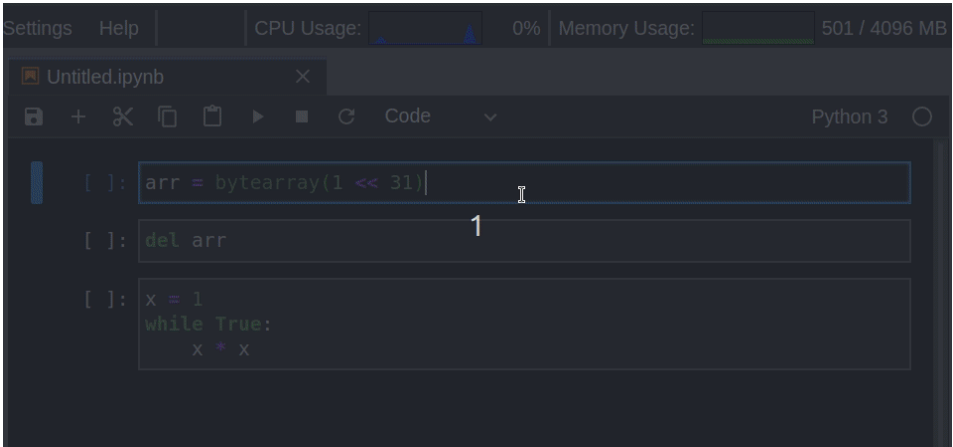 Settings Help CPU Usage: 0% Memory Usage: 501 / 4096 MB
Untitled.ipynb
Code Python 3
[ ]: arr = bytearray(1 << 31)
1
[ ]: del arr
[ ]: x = 1
while True:
    x * x